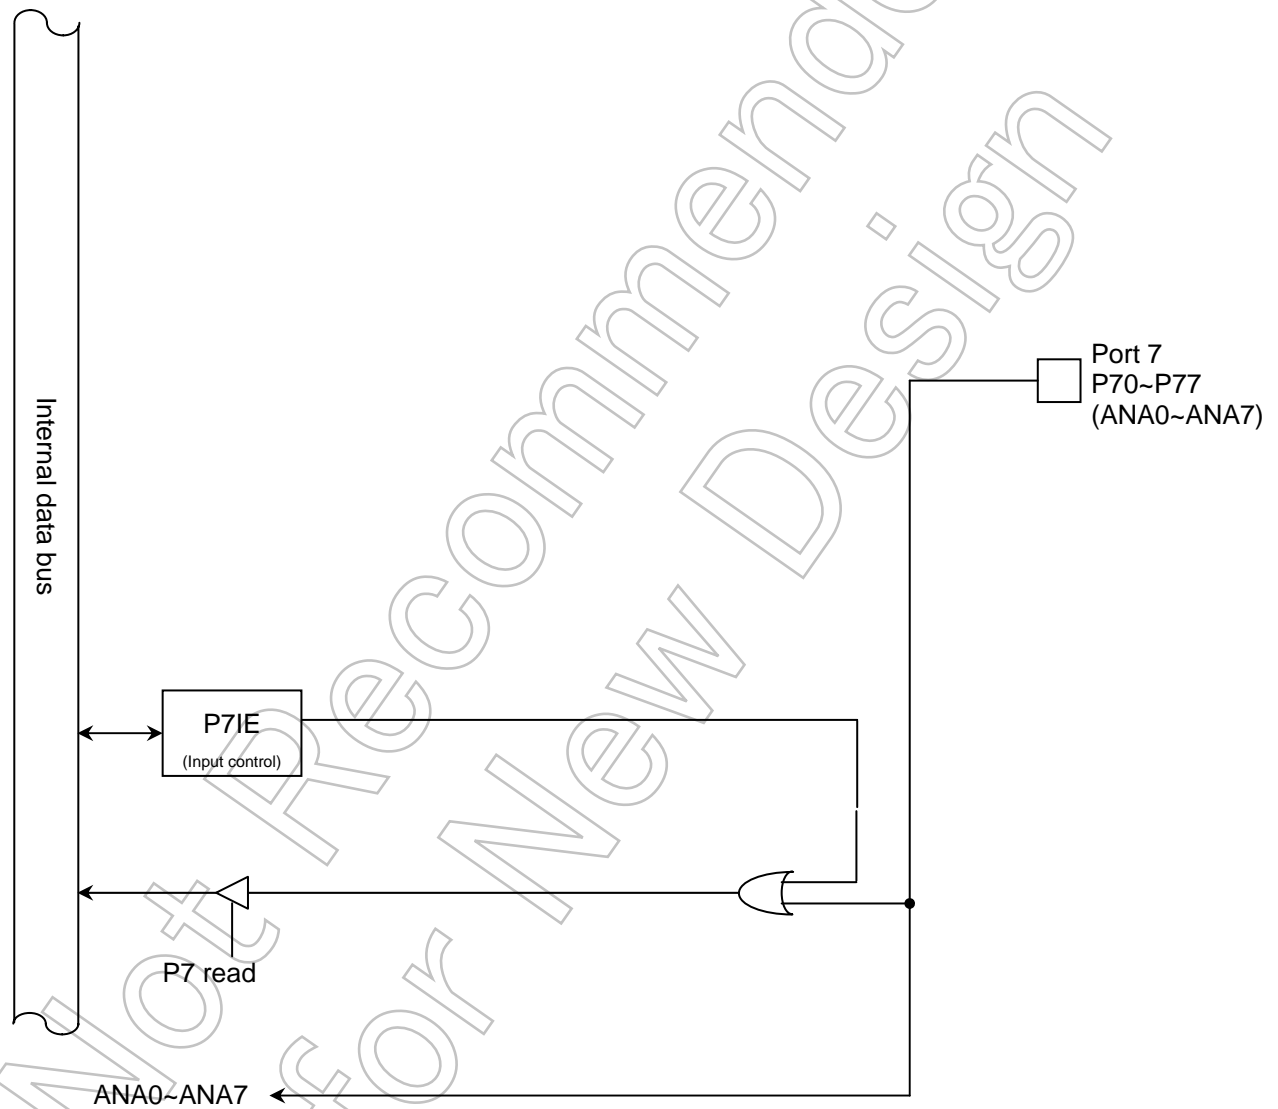 Not Recommende
for New Design
Port 7
P70~P77
(ANA0~ANA7)
Internal data bus
P7IE
(Input control)
P7 read
ANA0~ANA7